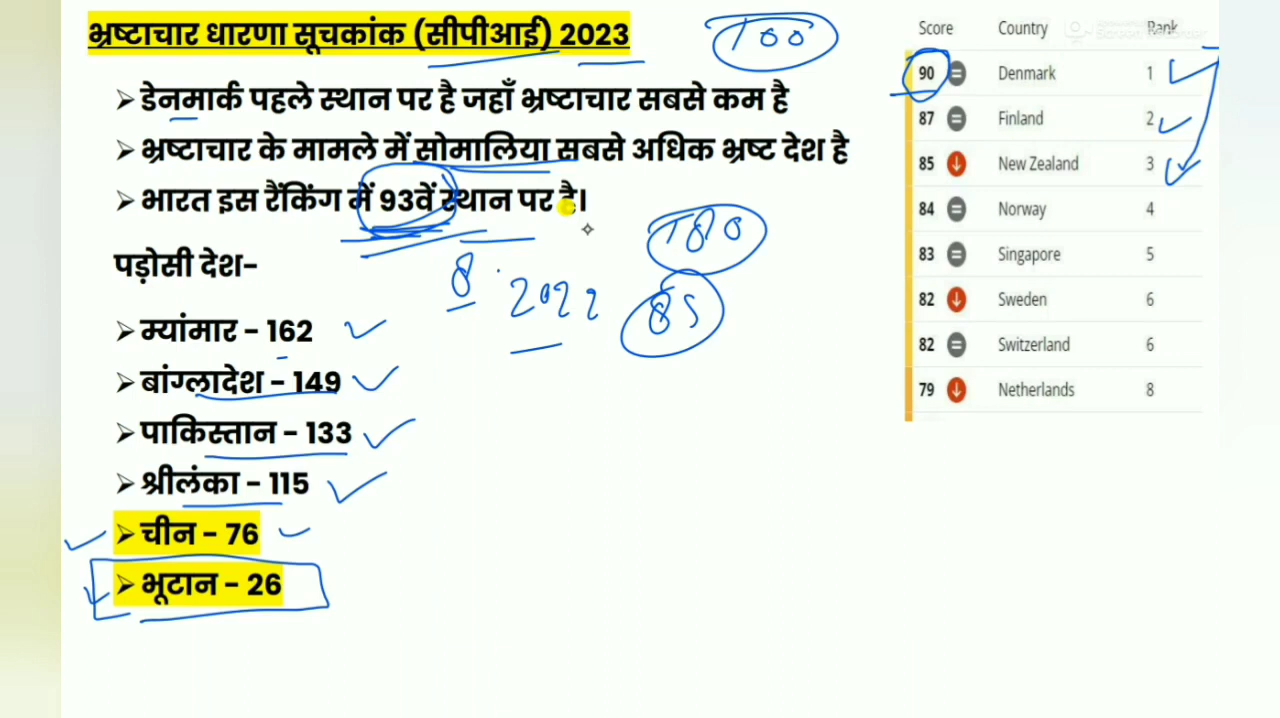 भ्रष्टाचार धारणा सूचकांक (सीपीआई) 2023
100
➢ डेनमार्क पहले स्थान पर है जहाँ भ्रष्टाचार सबसे कम है
➢ भ्रष्टाचार के मामले में सोमालिया सबसे अधिक भ्रष्ट देश है
➢ भारत इस रैंकिंग में 93वें स्थान पर है।
180
पड़ोसी देश-
8
2022
85
➢ म्यांमार - 162
➢ बांग्लादेश - 149
➢ पाकिस्तान - 133
➢ श्रीलंका - 115
➢ चीन - 76
➢ भूटान - 26
Score Country Rank
90 = Denmark 1
87 = Finland 2
85 ↓ New Zealand 3
84 = Norway 4
83 = Singapore 5
82 ↓ Sweden 6
82 = Switzerland 6
79 ↓ Netherlands 8
Screen Recorder